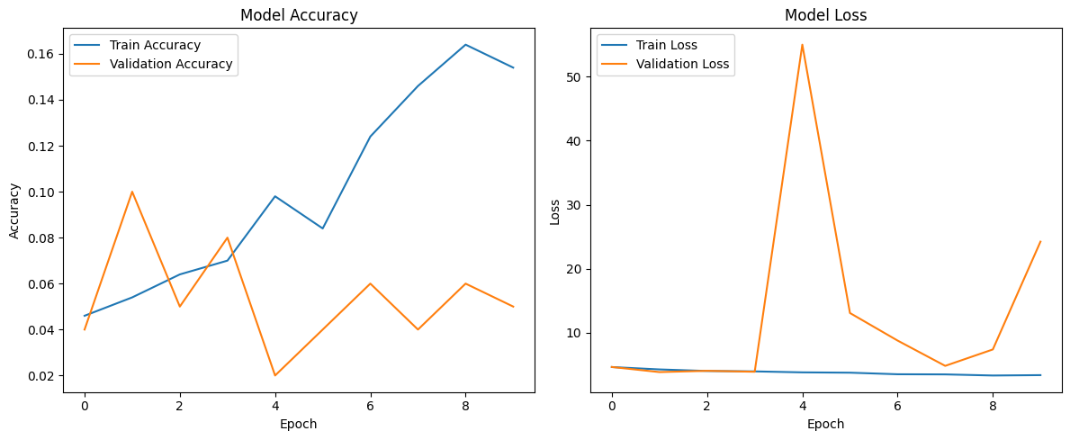 Model Accuracy
Train Accuracy
Validation Accuracy
0.16
0.14
0.12
0.10
0.08
0.06
0.04
0.02
Accuracy
0 2 4 6 8
Epoch
Model Loss
Train Loss
Validation Loss
50
40
30
20
10
Loss
0 2 4 6 8
Epoch